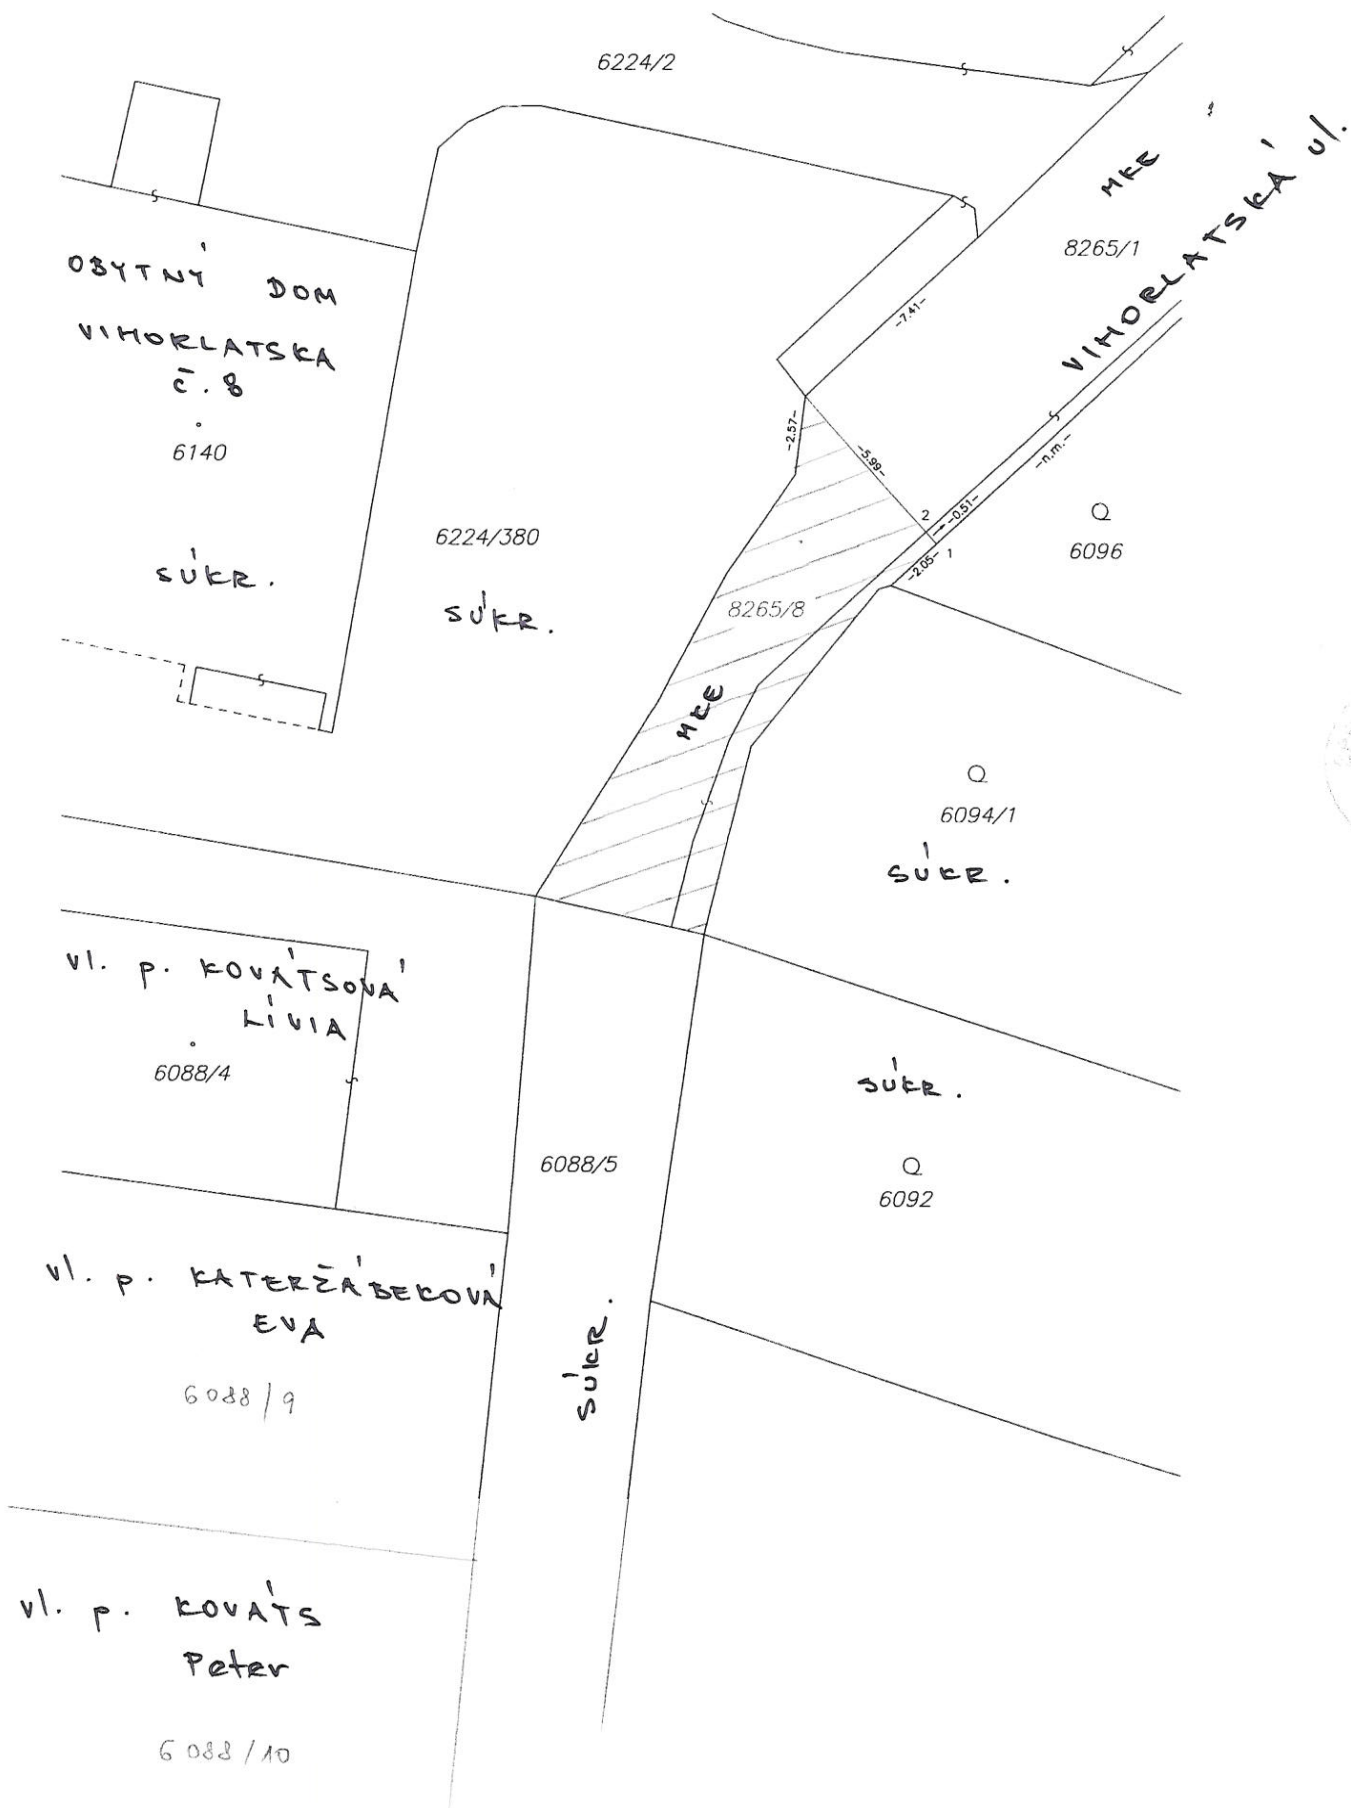 6224/2
MKE
8265/1
VIHORLATSKÁ ul.
OBYTNÝ DOM
VIHORLATSKA
č. 8
6140
SÚKR.
6224/380
SÚKR.
-7.41-
-2.57-
-5.99-
2
-0.51-
-n.m.-
1
-2.05-
6096
8265/8
MKE
6094/1
SÚKR.
vl. p. KOVÁTSOVÁ
LÍVIA
6088/4
SÚKR.
6092
6088/5
SÚKR.
vl. p. KATERŽÁBEKOVÁ
EVA
6088/9
vl. p. KOVÁTS
Peter
6088/10